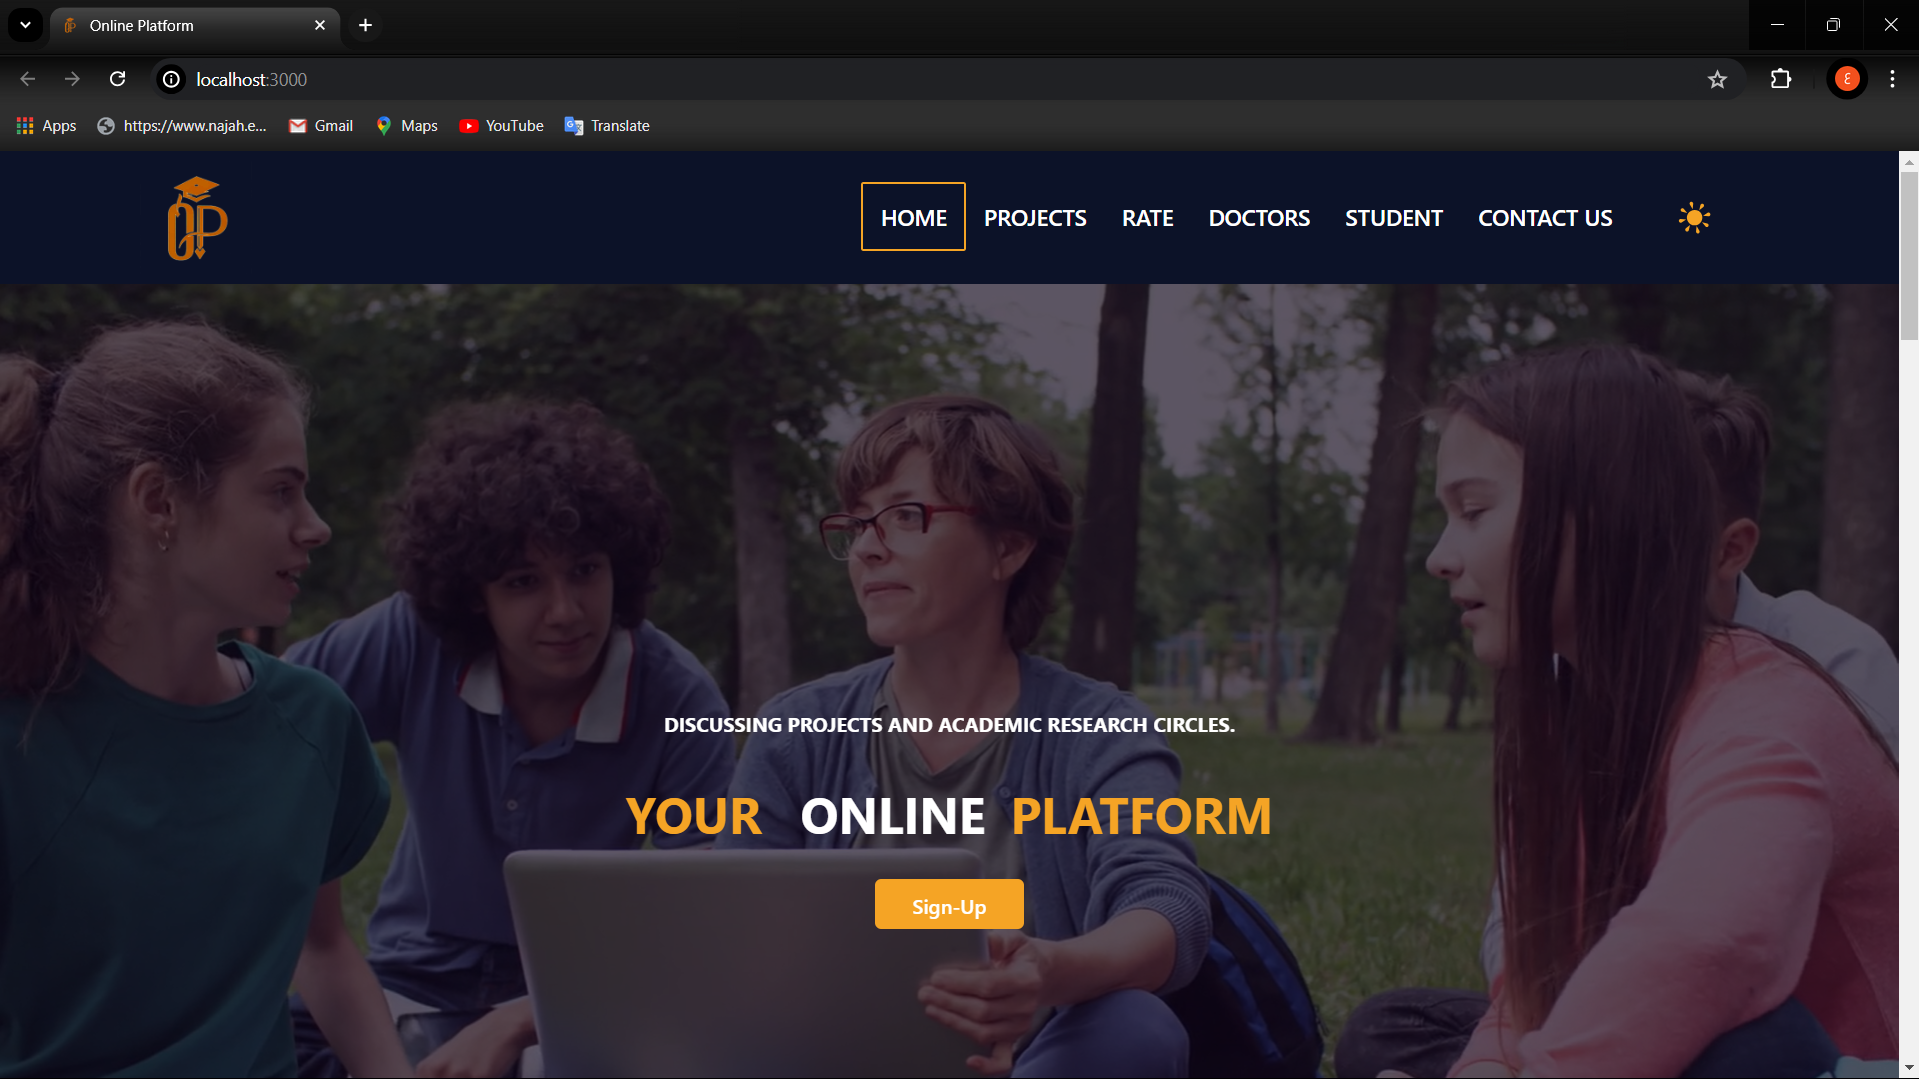 Online Platform
localhost:3000
Apps
https://www.najah.e...
Gmail
Maps
YouTube
Translate
OP
HOME
PROJECTS
RATE
DOCTORS
STUDENT
CONTACT US
DISCUSSING PROJECTS AND ACADEMIC RESEARCH CIRCLES.
YOUR ONLINE PLATFORM
Sign-Up